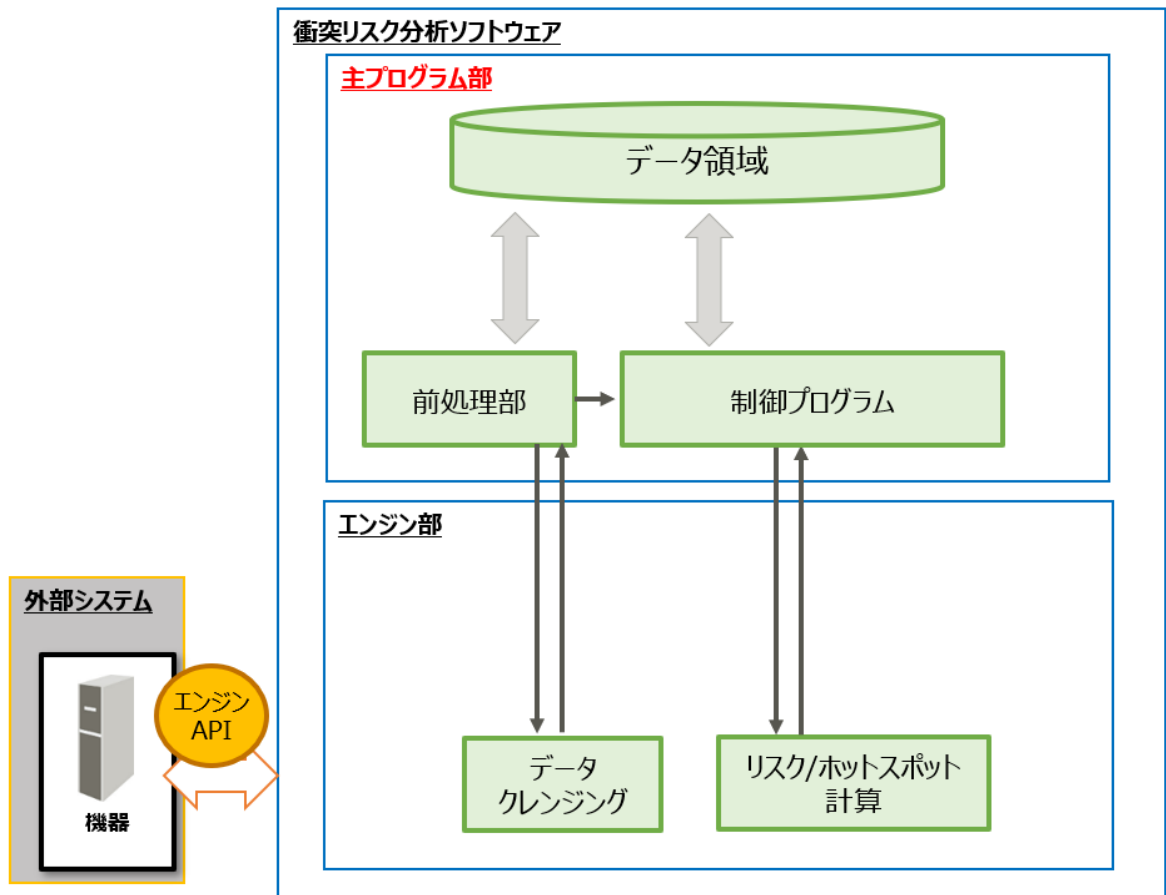 衝突リスク分析ソフトウェア
主プログラム部
データ領域
前処理部
制御プログラム
エンジン部
外部システム
機器
エンジン
API
データ
クレンジング
リスク/ホットスポット
計算